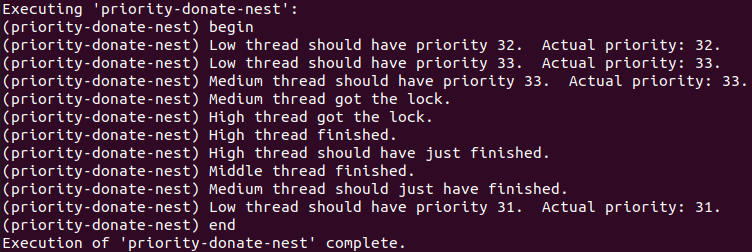 Executing 'priority-donate-nest':
(priority-donate-nest) begin
(priority-donate-nest) Low thread should have priority 32.  Actual priority: 32.
(priority-donate-nest) Low thread should have priority 33.  Actual priority: 33.
(priority-donate-nest) Medium thread should have priority 33.  Actual priority: 33.
(priority-donate-nest) Medium thread got the lock.
(priority-donate-nest) High thread got the lock.
(priority-donate-nest) High thread finished.
(priority-donate-nest) High thread should have just finished.
(priority-donate-nest) Middle thread finished.
(priority-donate-nest) Medium thread should just have finished.
(priority-donate-nest) Low thread should have priority 31.  Actual priority: 31.
(priority-donate-nest) end
Execution of 'priority-donate-nest' complete.